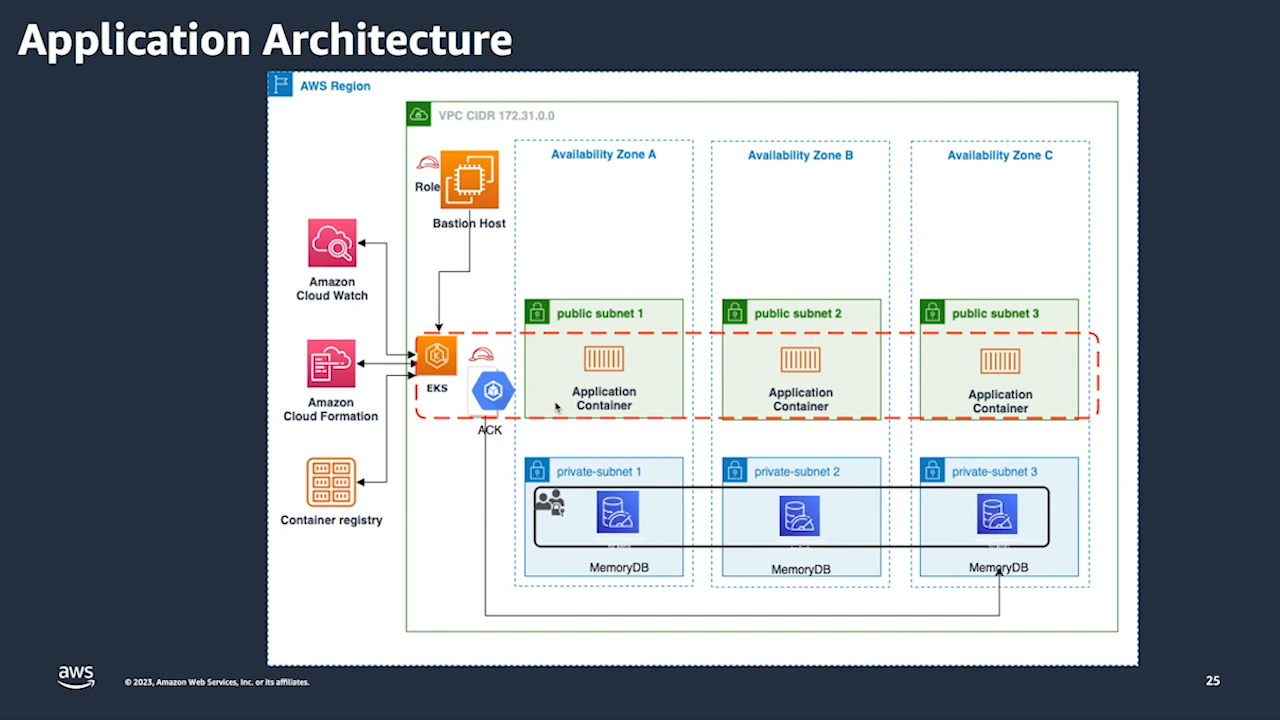 Application Architecture
AWS Region
VPC CIDR 172.31.0.0
Availability Zone A
Availability Zone B
Availability Zone C
Role
Bastion Host
Amazon
Cloud Watch
public subnet 1
public subnet 2
public subnet 3
EKS
ACK
Application
Container
Application
Container
Application
Container
Amazon
Cloud Formation
private-subnet 1
private-subnet 2
private-subnet 3
Container registry
MemoryDB
MemoryDB
MemoryDB
aws
© 2023, Amazon Web Services, Inc. or its affiliates.
25